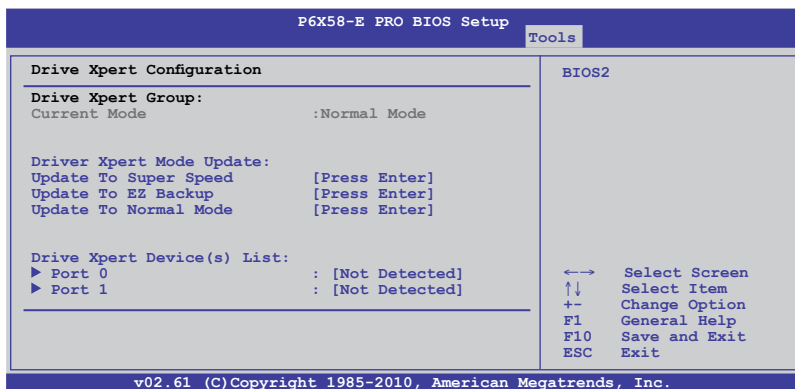 P6X58-E PRO BIOS Setup
Tools
Drive Xpert Configuration
Drive Xpert Group:
Current Mode :Normal Mode
Driver Xpert Mode Update:
Update To Super Speed [Press Enter]
Update To EZ Backup [Press Enter]
Update To Normal Mode [Press Enter]
Drive Xpert Device(s) List:
▶ Port 0 : [Not Detected]
▶ Port 1 : [Not Detected]
BIOS2
←→ Select Screen
↑↓ Select Item
+- Change Option
F1 General Help
F10 Save and Exit
ESC Exit
v02.61 (C)Copyright 1985-2010, American Megatrends, Inc.